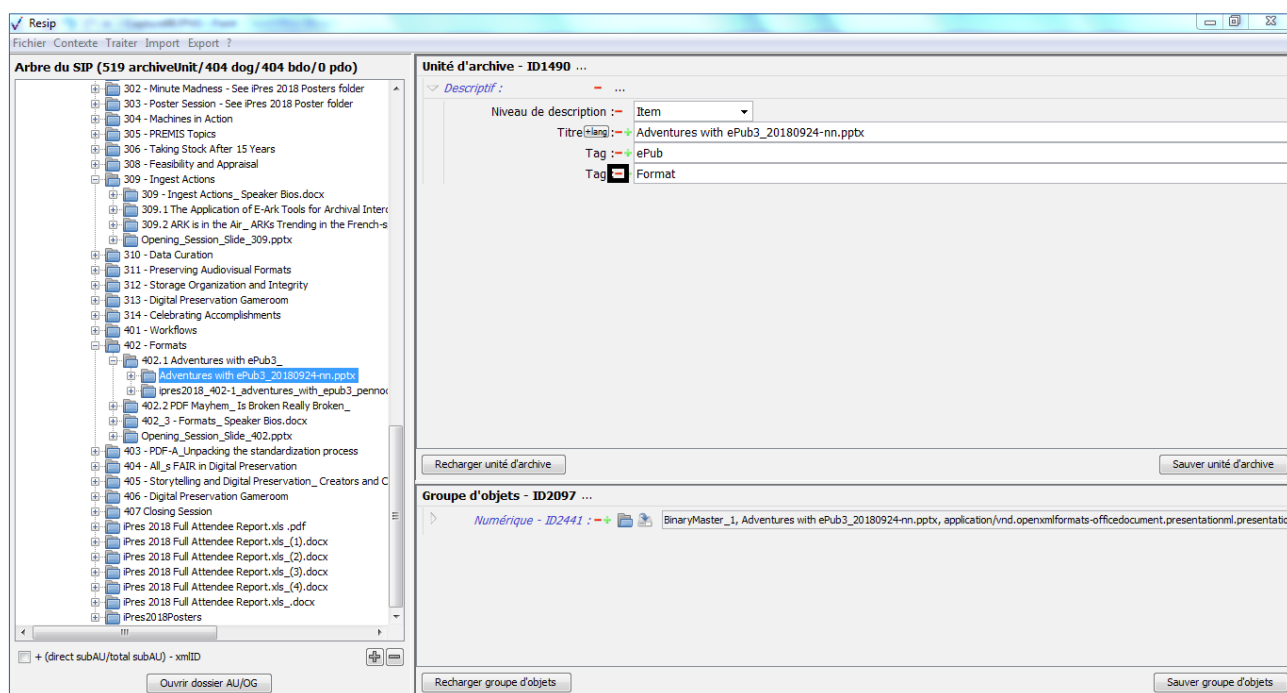 Resip
Fichier Contexte Traiter Import Export ?
Arbre du SIP (519 archiveUnit/404 dog/404 bdo/0 pdo)
302 - Minute Madness - See iPres 2018 Posters folder
303 - Poster Session - See iPres 2018 Poster folder
304 - Machines in Action
305 - PREMIS Topics
306 - Taking Stock After 15 Years
308 - Feasibility and Appraisal
309 - Ingest Actions
309 - Ingest Actions_ Speaker Bios.docx
309.1 The Application of E-Ark Tools for Archival Interc
309.2 ARK is in the Air_ ARKs Trending in the French-s
Opening_Session_Slide_309.pptx
310 - Data Curation
311 - Preserving Audiovisual Formats
312 - Storage Organization and Integrity
313 - Digital Preservation Gameroom
314 - Celebrating Accomplishments
401 - Workflows
402 - Formats
402.1 Adventures with ePub3_
Adventures with ePub3_20180924-nn.pptx
ipres2018_402-1_adventures_with_epub3_pennoc
402.2 PDF Mayhem_ Is Broken Really Broken_
402_3 - Formats_ Speaker Bios.docx
Opening_Session_Slide_402.pptx
403 - PDF-A_Unpacking the standardization process
404 - All_s FAIR in Digital Preservation
405 - Storytelling and Digital Preservation_ Creators and C
406 - Digital Preservation Gameroom
407 Closing Session
iPres 2018 Full Attendee Report.xls .pdf
iPres 2018 Full Attendee Report.xls_(1).docx
iPres 2018 Full Attendee Report.xls_(2).docx
iPres 2018 Full Attendee Report.xls_(3).docx
iPres 2018 Full Attendee Report.xls_(4).docx
iPres 2018 Full Attendee Report.xls_.docx
iPres2018Posters
+ (direct subAU/total subAU) - xmlID
Ouvrir dossier AU/OG
Unité d'archive - ID1490 ...
Descriptif : - ...
Niveau de description :- Item
Titre +lang :-+ Adventures with ePub3_20180924-nn.pptx
Tag :-+ ePub
Tag :- Format
Recharger unité d'archive Sauver unité d'archive
Groupe d'objets - ID2097 ...
Numérique - ID2441 :-+ BinaryMaster_1, Adventures with ePub3_20180924-nn.pptx, application/vnd.openxmlformats-officedocument.presentationml.presentatio
Recharger groupe d'objets Sauver groupe d'objets